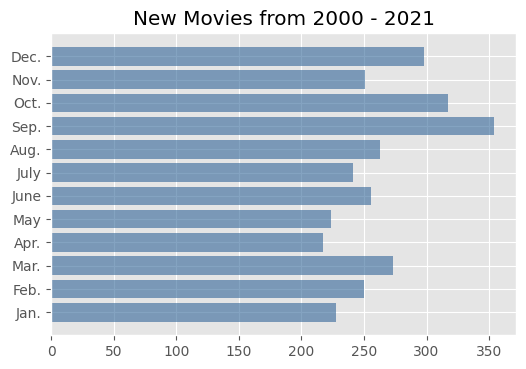 New Movies from 2000 - 2021
Dec.
Nov.
Oct.
Sep.
Aug.
July
June
May
Apr.
Mar.
Feb.
Jan.
0 50 100 150 200 250 300 350